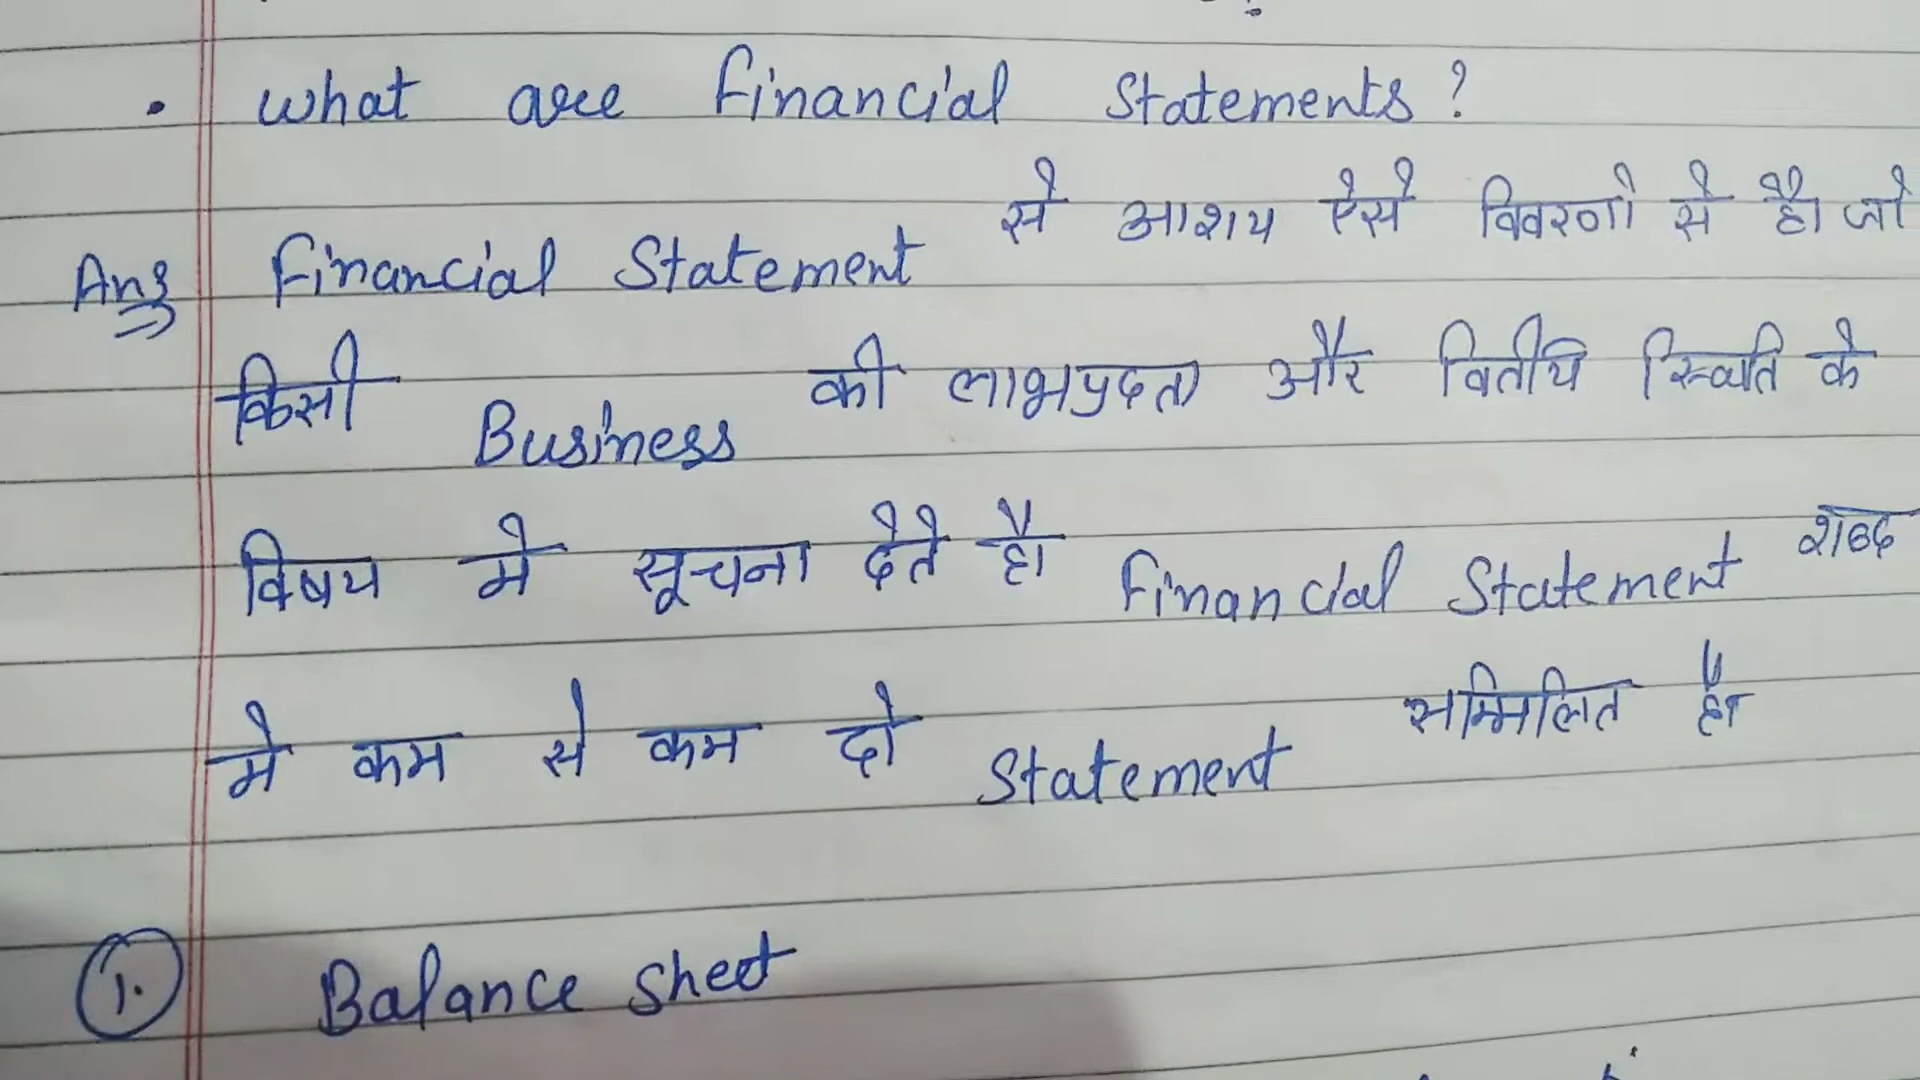 • What are Financial Statements?
Ans Financial Statement से आशय ऐसे विवरणो से है। जो
किसी Business की लाभप्रदता और वितीय स्थिति के
विषय मे सूचना देते है। Financial Statement शब्द
मे कम से कम दो Statement सम्मिलित है।
1. Balance sheet